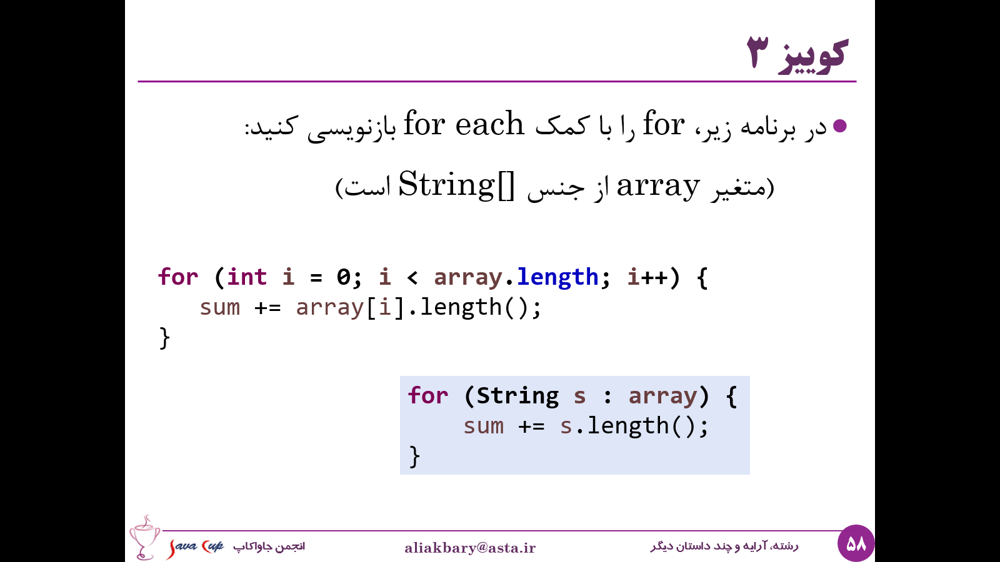 کوییز ۳
در برنامه زیر، for را با کمک for each بازنویسی کنید:
(متغیر array از جنس String[] است)
for (int i = 0; i < array.length; i++) {
sum += array[i].length();
}
for (String s : array) {
sum += s.length();
}
۵۸
رشته، آرایه و چند داستان دیگر
aliakbary@asta.ir
انجمن جاواکاپ
Java Cup